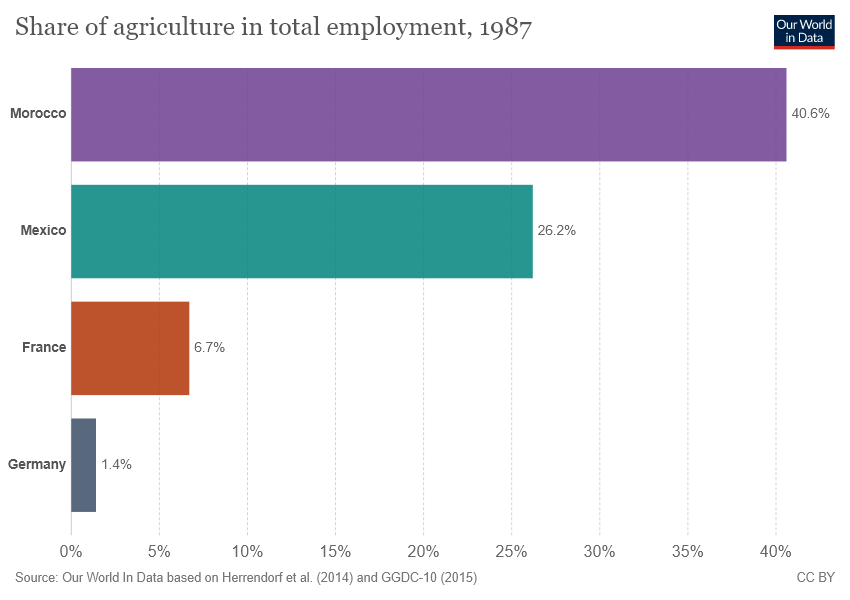 Share of agriculture in total employment, 1987
Our World
in Data
Morocco
40.6%
Mexico
26.2%
France
6.7%
Germany
1.4%
0%
5%
10%
15%
20%
25%
30%
35%
40%
Source: Our World In Data based on Herrendorf et al. (2014) and GGDC-10 (2015)
CC BY